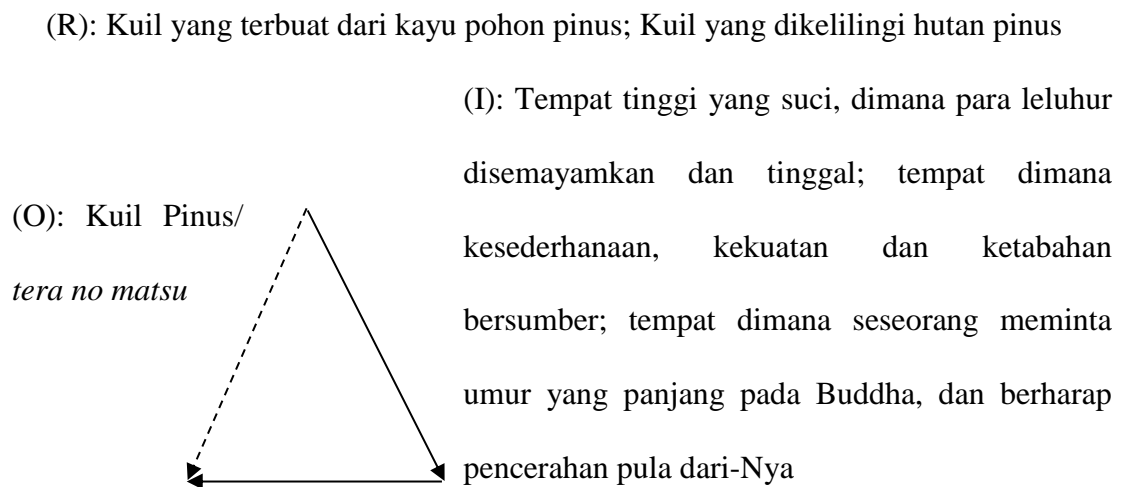 (R): Kuil yang terbuat dari kayu pohon pinus; Kuil yang dikelilingi hutan pinus
(I): Tempat tinggi yang suci, dimana para leluhur
disemayamkan dan tinggal; tempat dimana
kesederhanaan, kekuatan dan ketabahan
bersumber; tempat dimana seseorang meminta
umur yang panjang pada Buddha, dan berharap
pencerahan pula dari-Nya
(O): Kuil Pinus/
tera no matsu